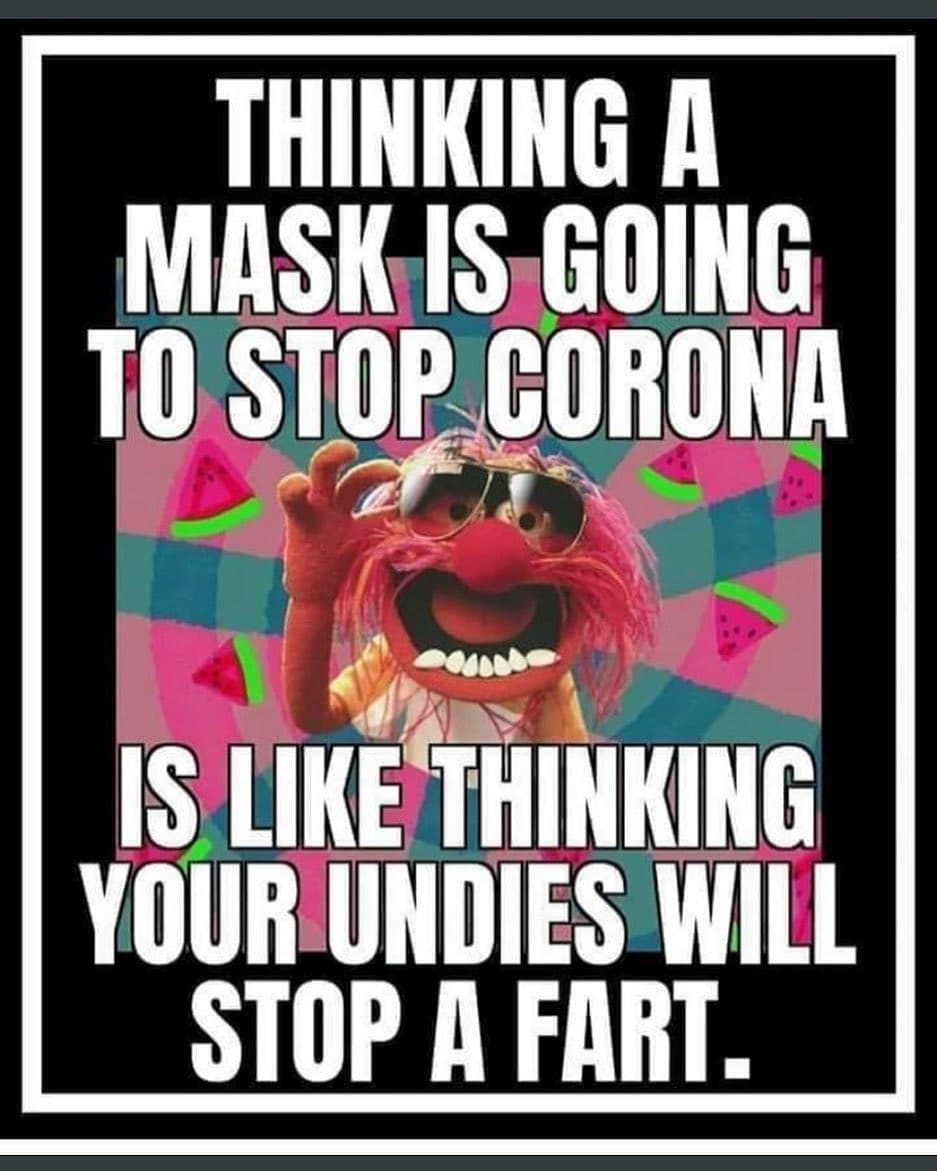 THINKING A
MASK IS GOING
TO STOP CORONA
IS LIKE THINKING
YOUR UNDIES WILL
STOP A FART.